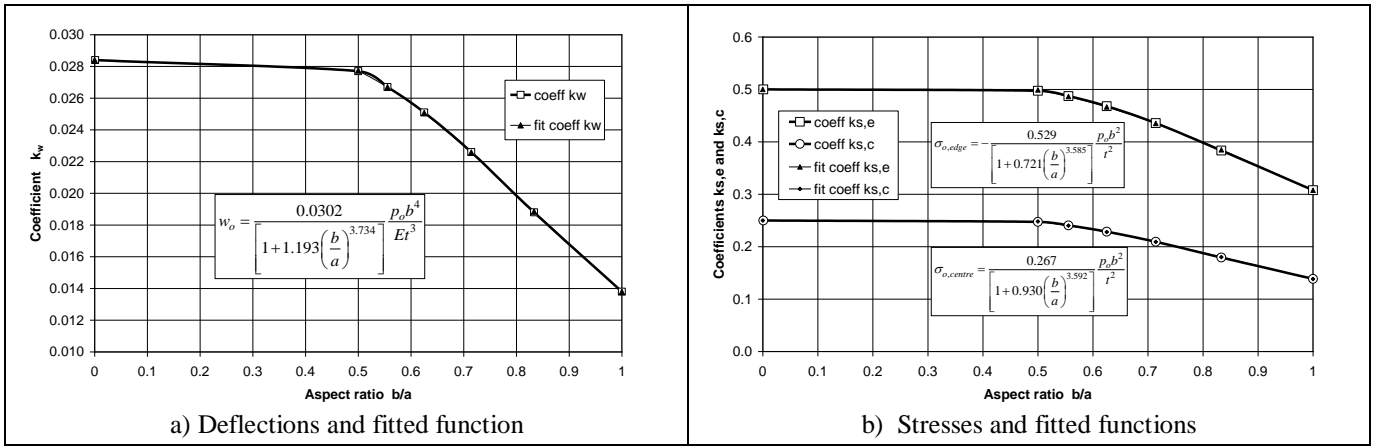 0.030
0.028
0.026
0.024
0.022
0.020
0.018
0.016
0.014
0.012
0.010
Coefficient k_w
coeff kw
fit coeff kw
w_o = 0.0302 / [1+1.193(b/a)^3.734] p_o b^4 / Et^3
0 0.1 0.2 0.3 0.4 0.5 0.6 0.7 0.8 0.9 1
Aspect ratio b/a
a) Deflections and fitted function
0.6
0.5
0.4
0.3
0.2
0.1
0.0
Coefficients ks,e and ks,c
coeff ks,e
coeff ks,c
fit coeff ks,e
fit coeff ks,c
σ_o,edge = - 0.529 / [1+0.721(b/a)^3.585] p_o b^2 / t^2
σ_o,centre = 0.267 / [1+0.930(b/a)^3.592] p_o b^2 / t^2
0 0.1 0.2 0.3 0.4 0.5 0.6 0.7 0.8 0.9 1
Aspect ratio b/a
b) Stresses and fitted functions